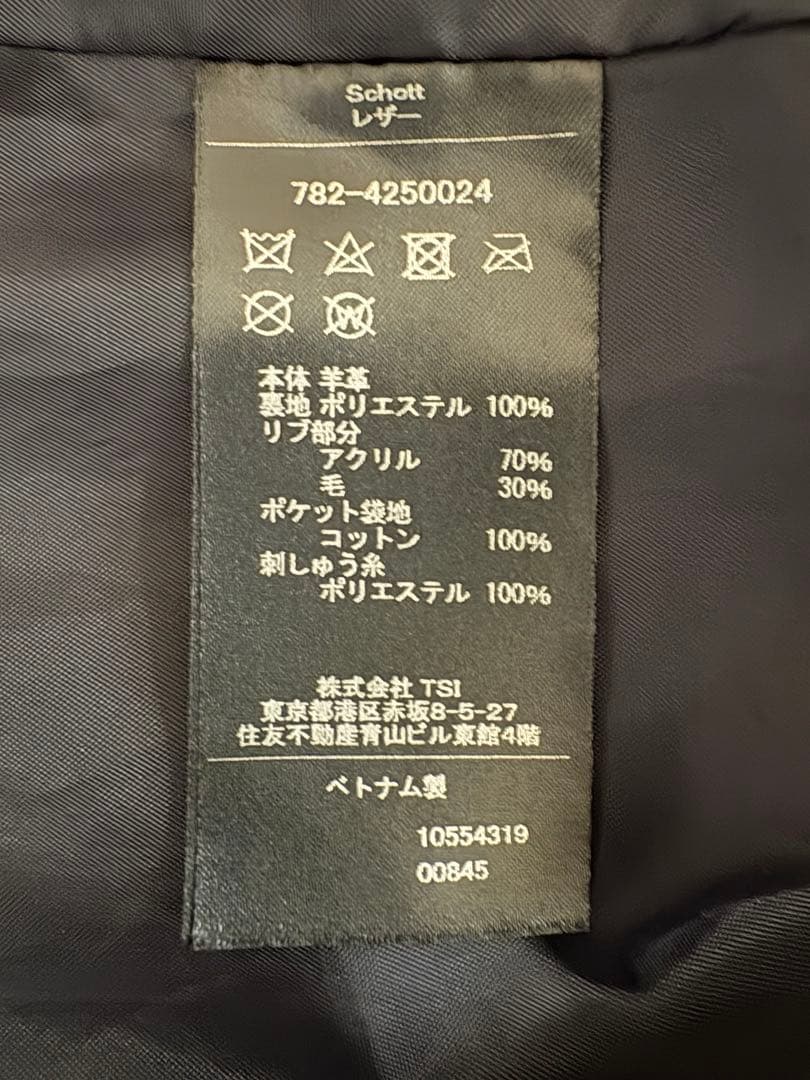 Schott
レザー
782-4250024
W
本体 羊革
裏地 ポリエステル 100%
リブ部分
アクリル 70%
毛 30%
ポケット袋地
コットン 100%
刺しゅう糸
ポリエステル 100%
株式会社 TSI
東京都港区赤坂8-5-27
住友不動産青山ビル東館4階
ベトナム製
10554319
00845